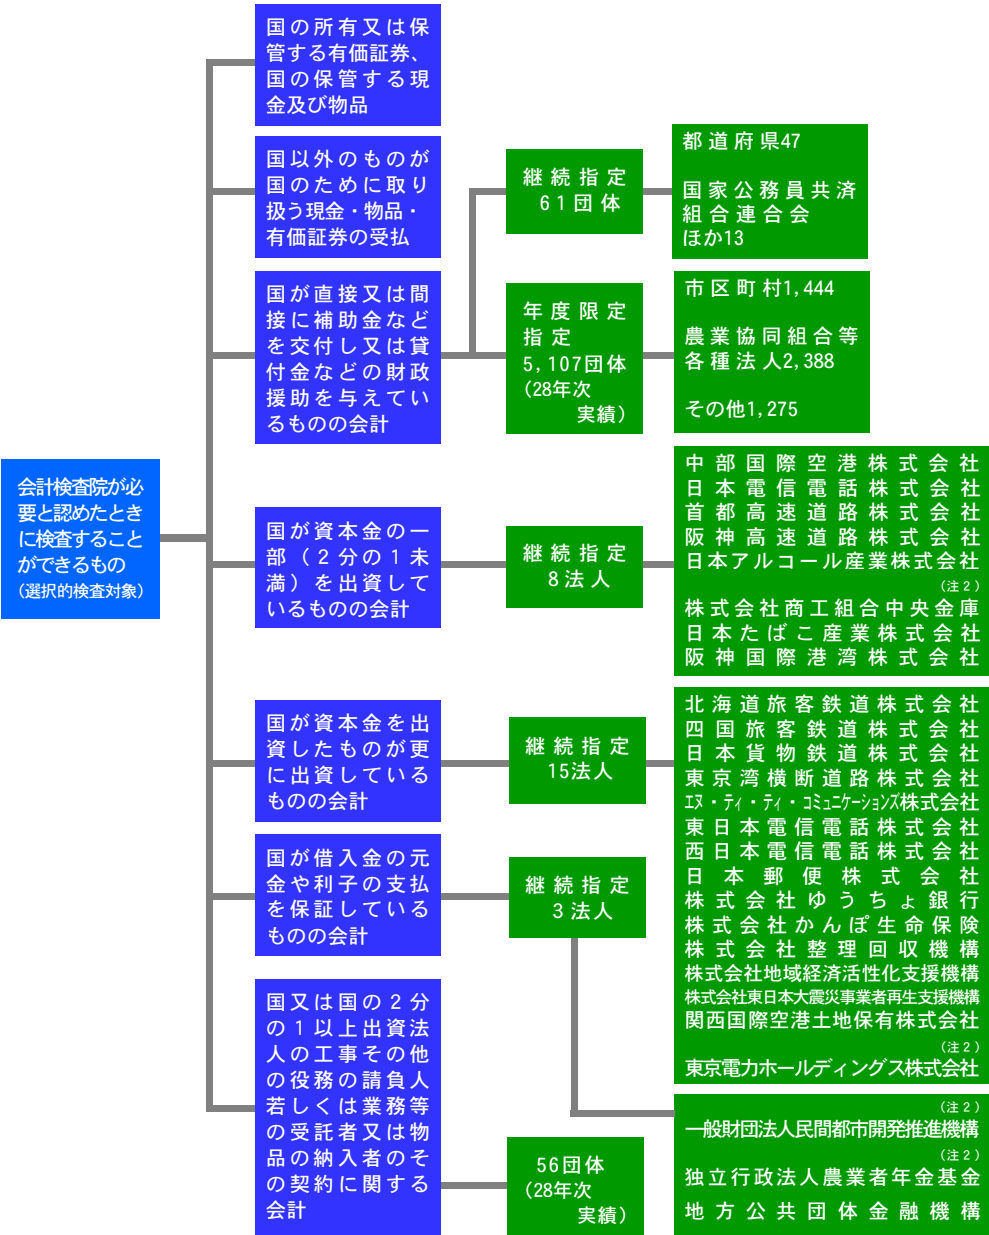 会計検査院が必
要と認めたとき
に検査すること
ができるもの
(選択的検査対象)
国の所有又は保
管する有価証券、
国の保管する現
金及び物品
国以外のものが
国のために取り
扱う現金・物品・
有価証券の受払
国が直接又は間
接に補助金など
を交付し又は貸
付金などの財政
援助を与えてい
るものの会計
継続指定
61団体
都道府県47
国家公務員共済
組合連合会
ほか13
年度限定
指定
5,107団体
(28年次
実績)
市区町村1,444
農業協同組合等
各種法人2,388
その他1,275
国が資本金の一
部(2分の1未
満)を出資して
いるものの会計
継続指定
8法人
中部国際空港株式会社
日本電信電話株式会社
首都高速道路株式会社
阪神高速道路株式会社
日本アルコール産業株式会社
(注2)
株式会社商工組合中央金庫
日本たばこ産業株式会社
阪神国際港湾株式会社
国が資本金を出
資したものが更
に出資している
ものの会計
継続指定
15法人
北海道旅客鉄道株式会社
四国旅客鉄道株式会社
日本貨物鉄道株式会社
東京湾横断道路株式会社
エヌ・ティ・ティ・コミュニケーションズ株式会社
東日本電信電話株式会社
西日本電信電話株式会社
日本郵便株式会社
株式会社ゆうちょ銀行
株式会社かんぽ生命保険
株式会社整理回収機構
株式会社地域経済活性化支援機構
株式会社東日本大震災事業者再生支援機構
関西国際空港土地保有株式会社
(注2)
東京電力ホールディングス株式会社
国が借入金の元
金や利子の支払
を保証している
ものの会計
継続指定
3法人
(注2)
一般財団法人民間都市開発推進機構
(注2)
独立行政法人農業者年金基金
地方公共団体金融機構
国又は国の2分
の1以上出資法
人の工事その他
の役務の請負人
若しくは業務等
の受託者又は物
品の納入者のそ
の契約に関する
会計
56団体
(28年次
実績)